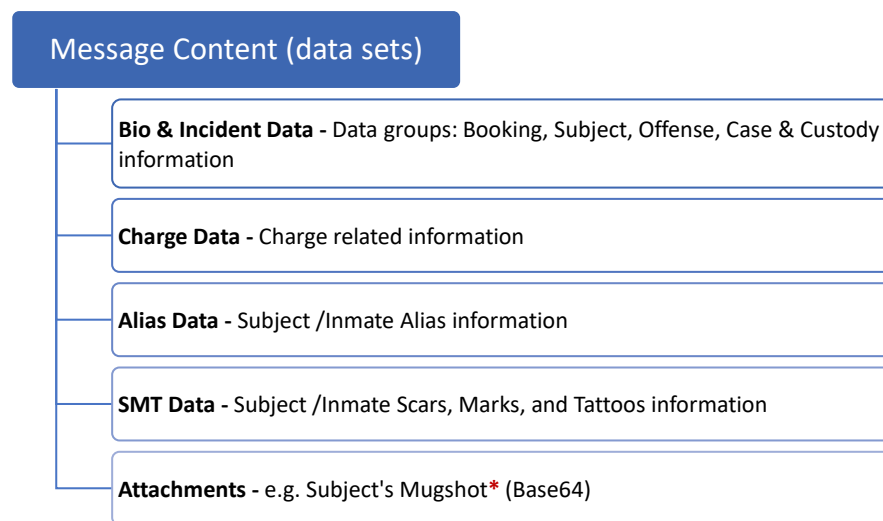 Message Content (data sets)
Bio & Incident Data - Data groups: Booking, Subject, Offense, Case & Custody
information
Charge Data - Charge related information
Alias Data - Subject /Inmate Alias information
SMT Data - Subject /Inmate Scars, Marks, and Tattoos information
Attachments - e.g. Subject's Mugshot* (Base64)